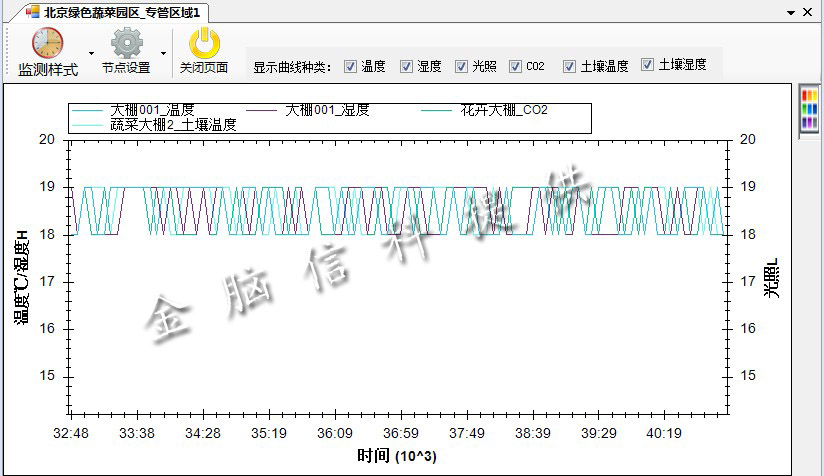 北京绿色蔬菜园区_专管区域1
监测样式 节点设置 关闭页面 显示曲线种类： 温度 湿度 光照 CO2 土壤温度 土壤湿度
大棚001_温度 大棚001_湿度 花卉大棚_CO2
蔬菜大棚2_土壤温度
20 20
19 19
18 18
17 17
16 16
15 15
温度℃/湿度H
光照L
金脑信科提供
32:48 33:38 34:28 35:19 36:09 36:59 37:49 38:39 39:29 40:19
时间 (10^3)